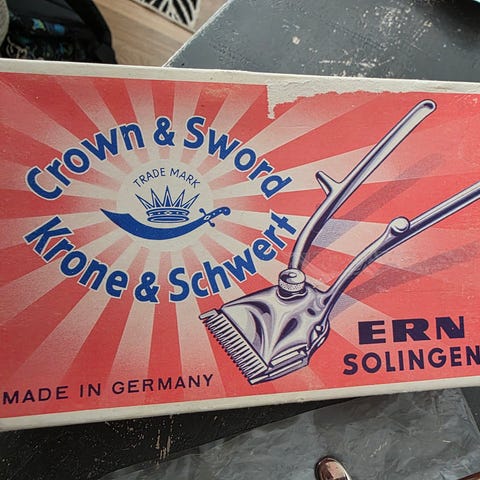 Crown & Sword
TRADE MARK
Krone & Schwert
ERN
SOLINGEN
MADE IN GERMANY